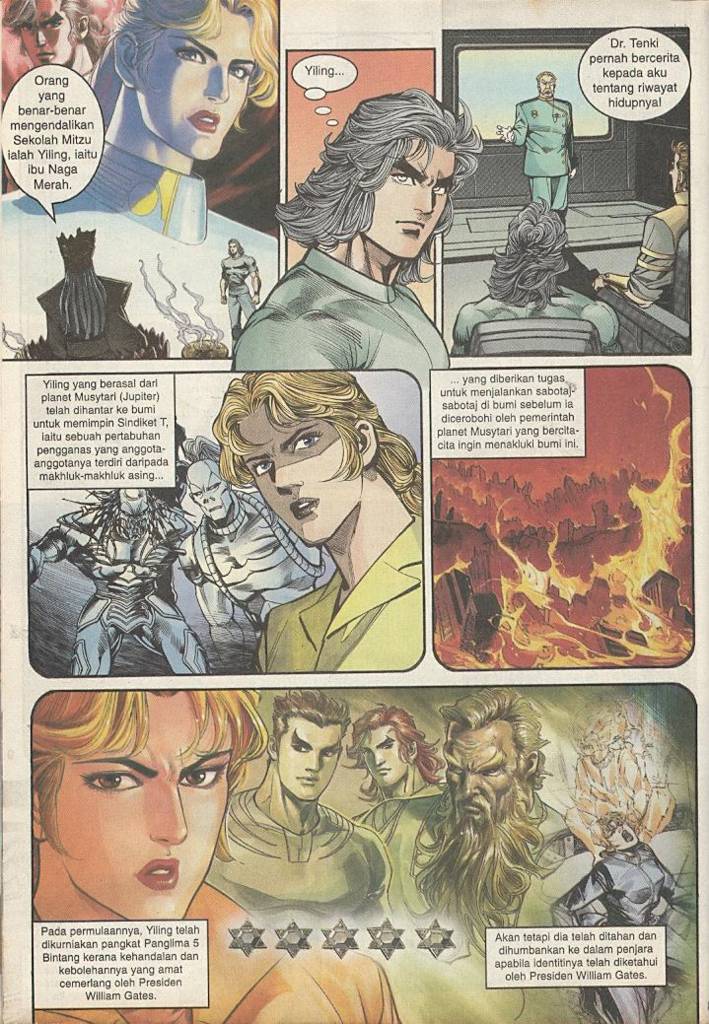 Orang
yang
benar-benar
mengendalikan
Sekolah Mitzu
ialah Yiling, iaitu
ibu Naga
Merah.
Yiling...
Dr. Tenki
pernah bercerita
kepada aku
tentang riwayat
hidupnya!
Yiling yang berasal dari
planet Musytari (Jupiter)
telah dihantar ke bumi
untuk memimpin Sindiket T,
iaitu sebuah pertubuhan
pengganas yang anggota-
anggotanya terdiri daripada
makhluk-makhluk asing...
... yang diberikan tugas
untuk menjalankan sabotaj-
sabotaj di bumi sebelum ia
dicerobohi oleh pemerintah
planet Musytari yang bercita-
cita ingin menakluki bumi ini.
Pada permulaannya, Yiling telah
dikurniakan pangkat Panglima 5
Bintang kerana kehandalan dan
kebolehannya yang amat
cemerlang oleh Presiden
William Gates.
Akan tetapi dia telah ditahan dan
dihumbankan ke dalam penjara
apabila identitinya telah diketahui
oleh Presiden William Gates.